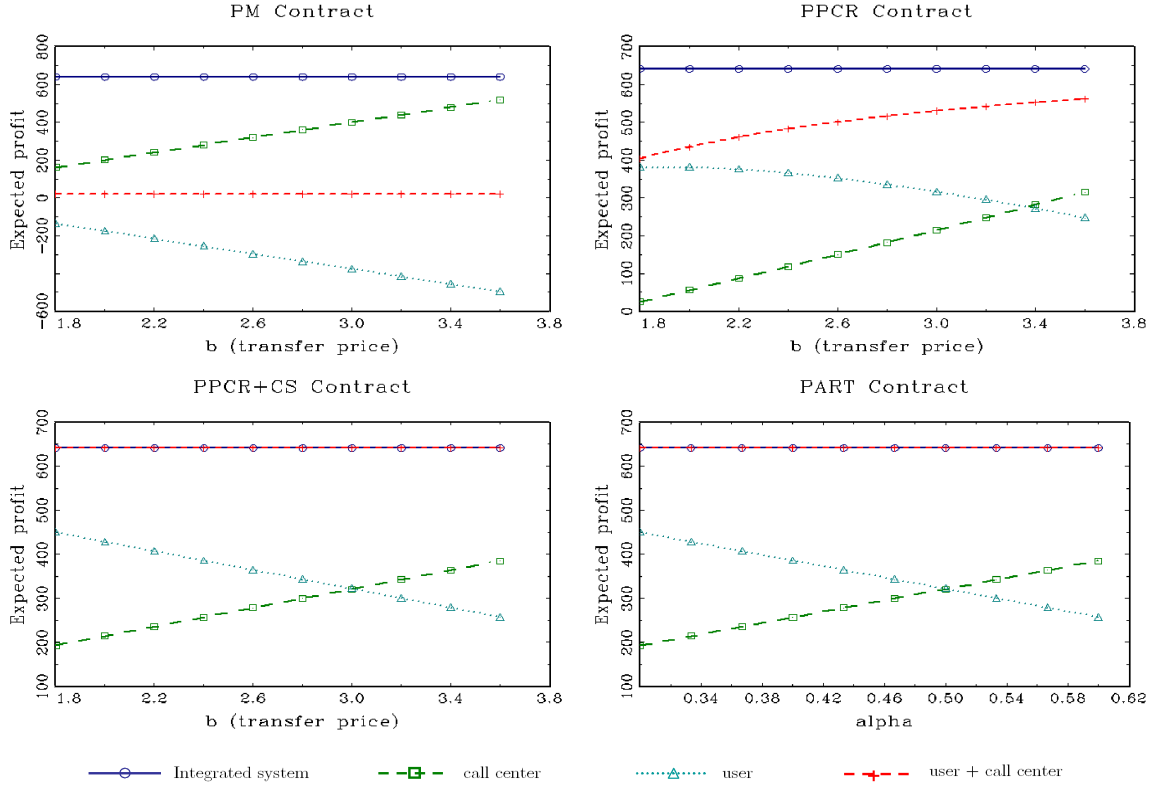 PM Contract
Expected profit
800
600
400
200
0
-200
-400
-600
1.8 2.2 2.6 3.0 3.4 3.8
b (transfer price)
PPCR Contract
Expected profit
700
600
500
400
300
200
100
0
1.8 2.2 2.6 3.0 3.4 3.8
b (transfer price)
PPCR+CS Contract
Expected profit
700
600
500
400
300
200
100
1.8 2.2 2.6 3.0 3.4 3.8
b (transfer price)
PART Contract
Expected profit
700
600
500
400
300
200
100
0.34 0.38 0.42 0.46 0.50 0.54 0.58 0.62
alpha
Integrated system
call center
user
user + call center